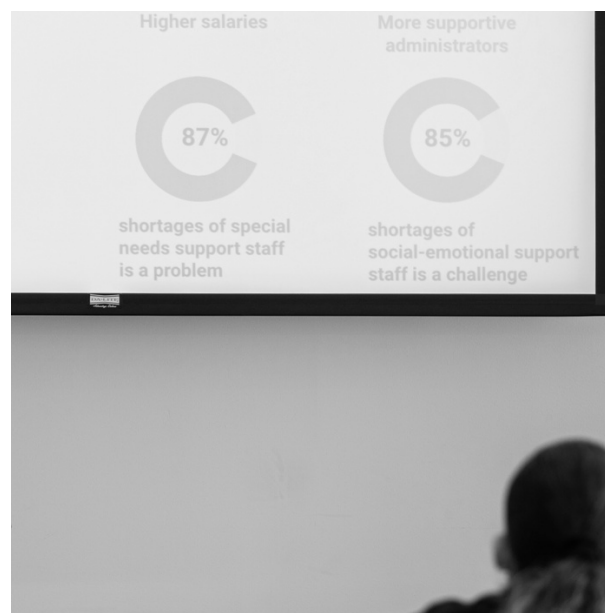 Higher salaries
More supportive
administrators
87%
shortages of special
needs support staff
is a problem
85%
shortages of
social-emotional support
staff is a challenge